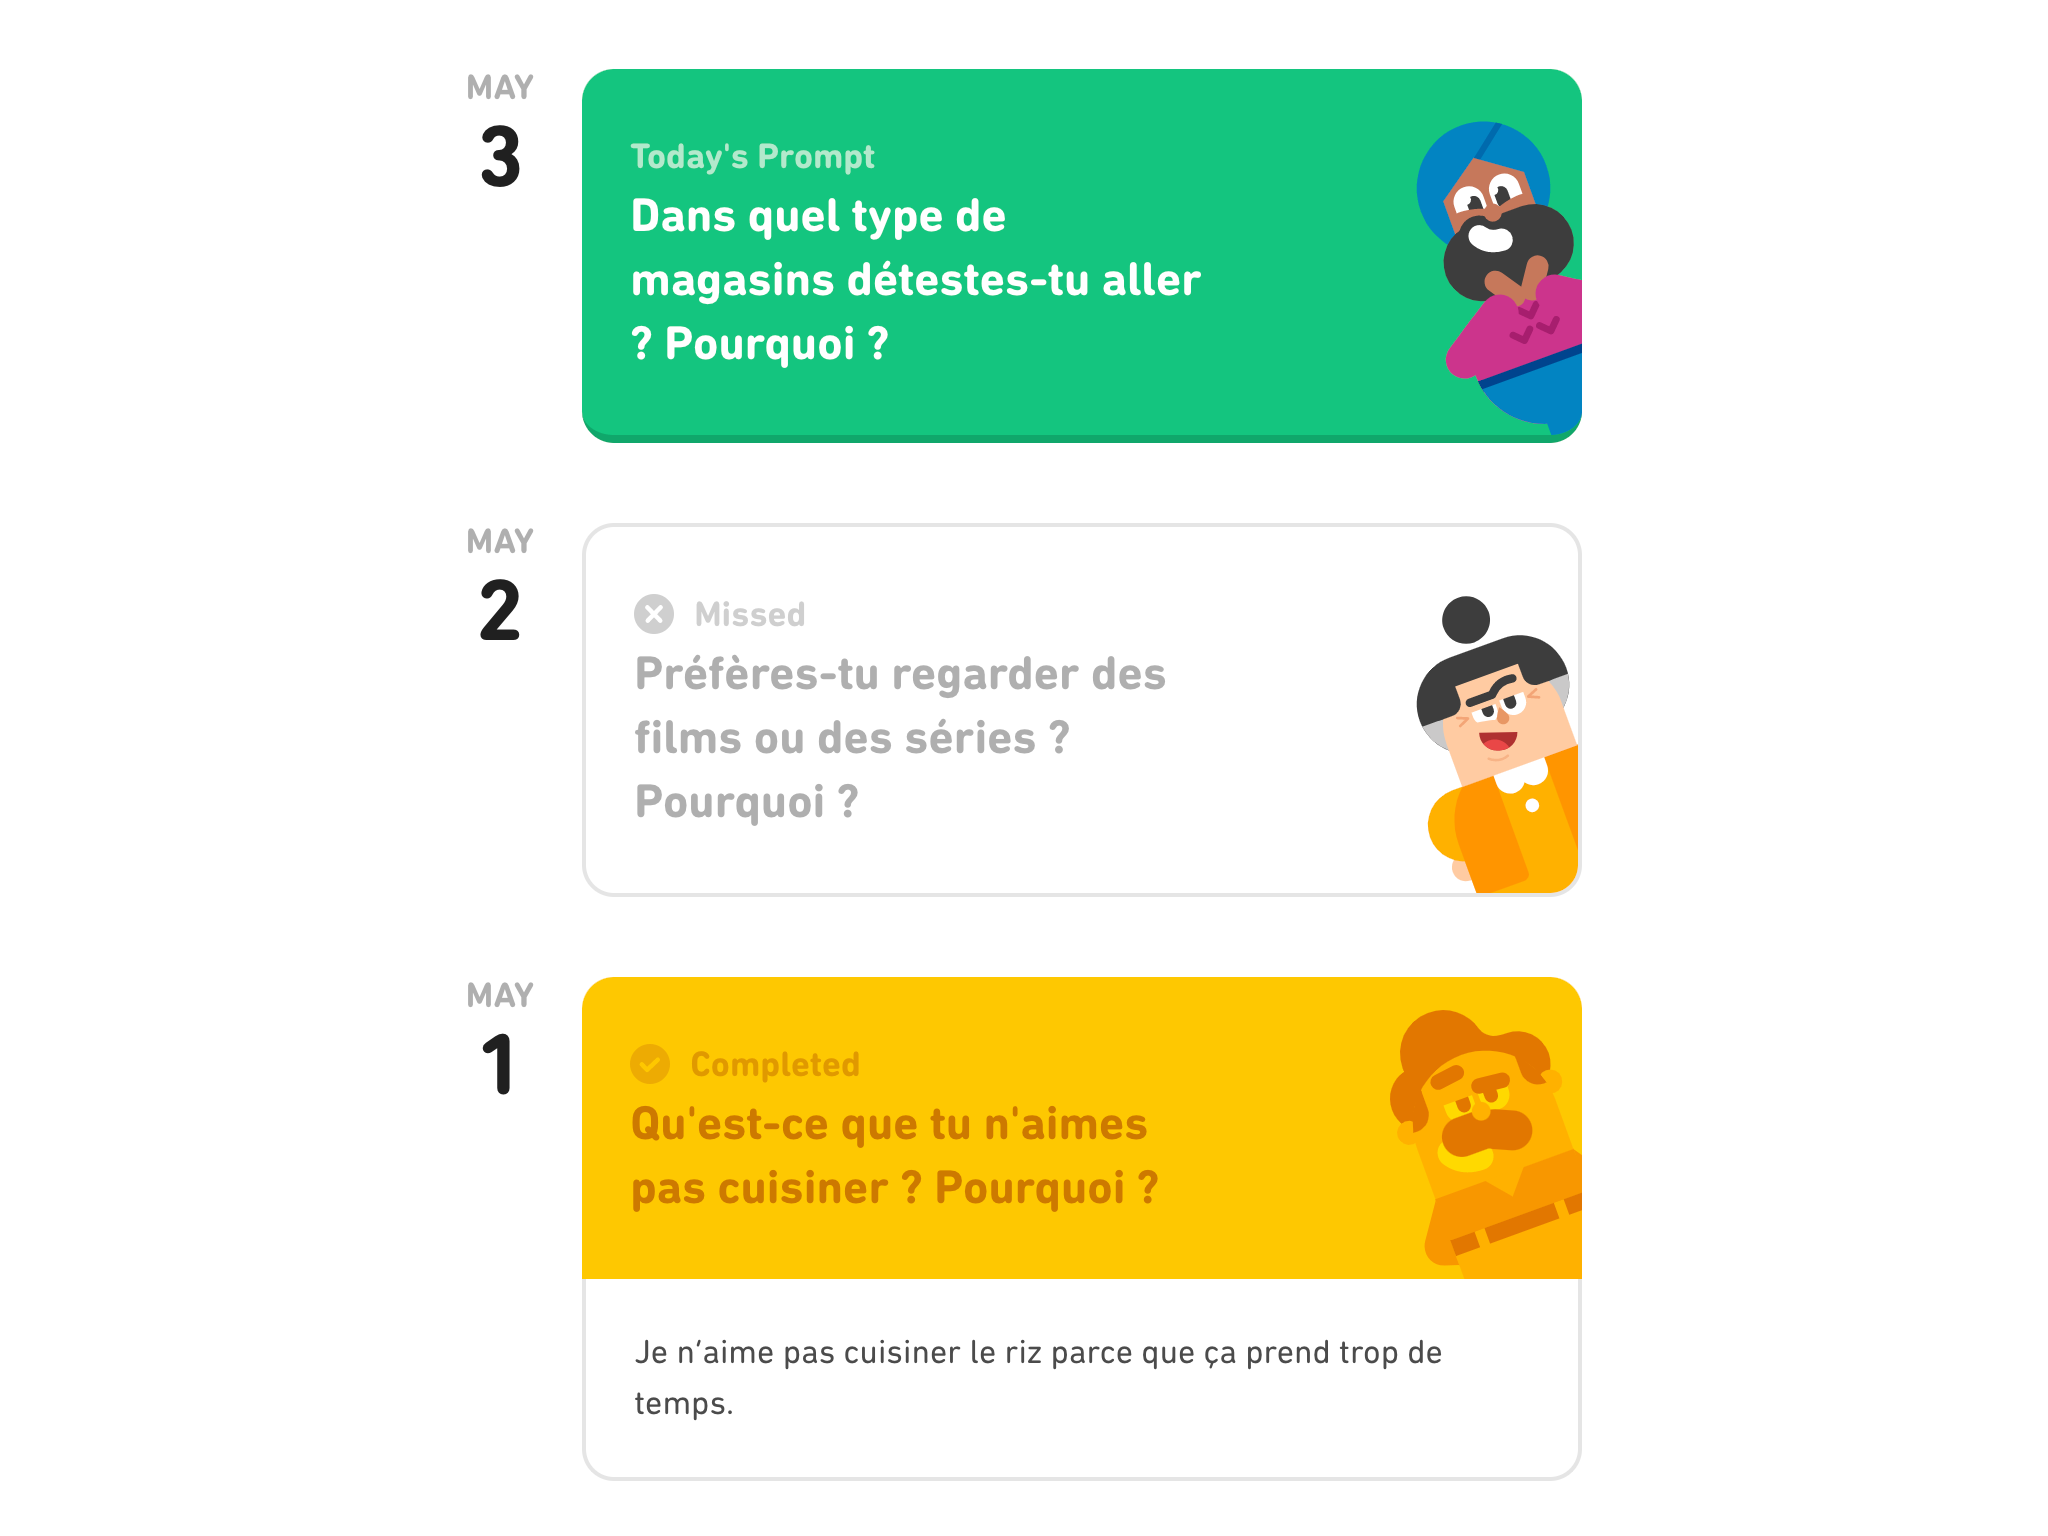 MAY
3
Today's Prompt
Dans quel type de
magasins détestes-tu aller
? Pourquoi ?
MAY
2
Missed
Préfères-tu regarder des
films ou des séries ?
Pourquoi ?
MAY
1
Completed
Qu'est-ce que tu n'aimes
pas cuisiner ? Pourquoi ?
Je n’aime pas cuisiner le riz parce que ça prend trop de
temps.